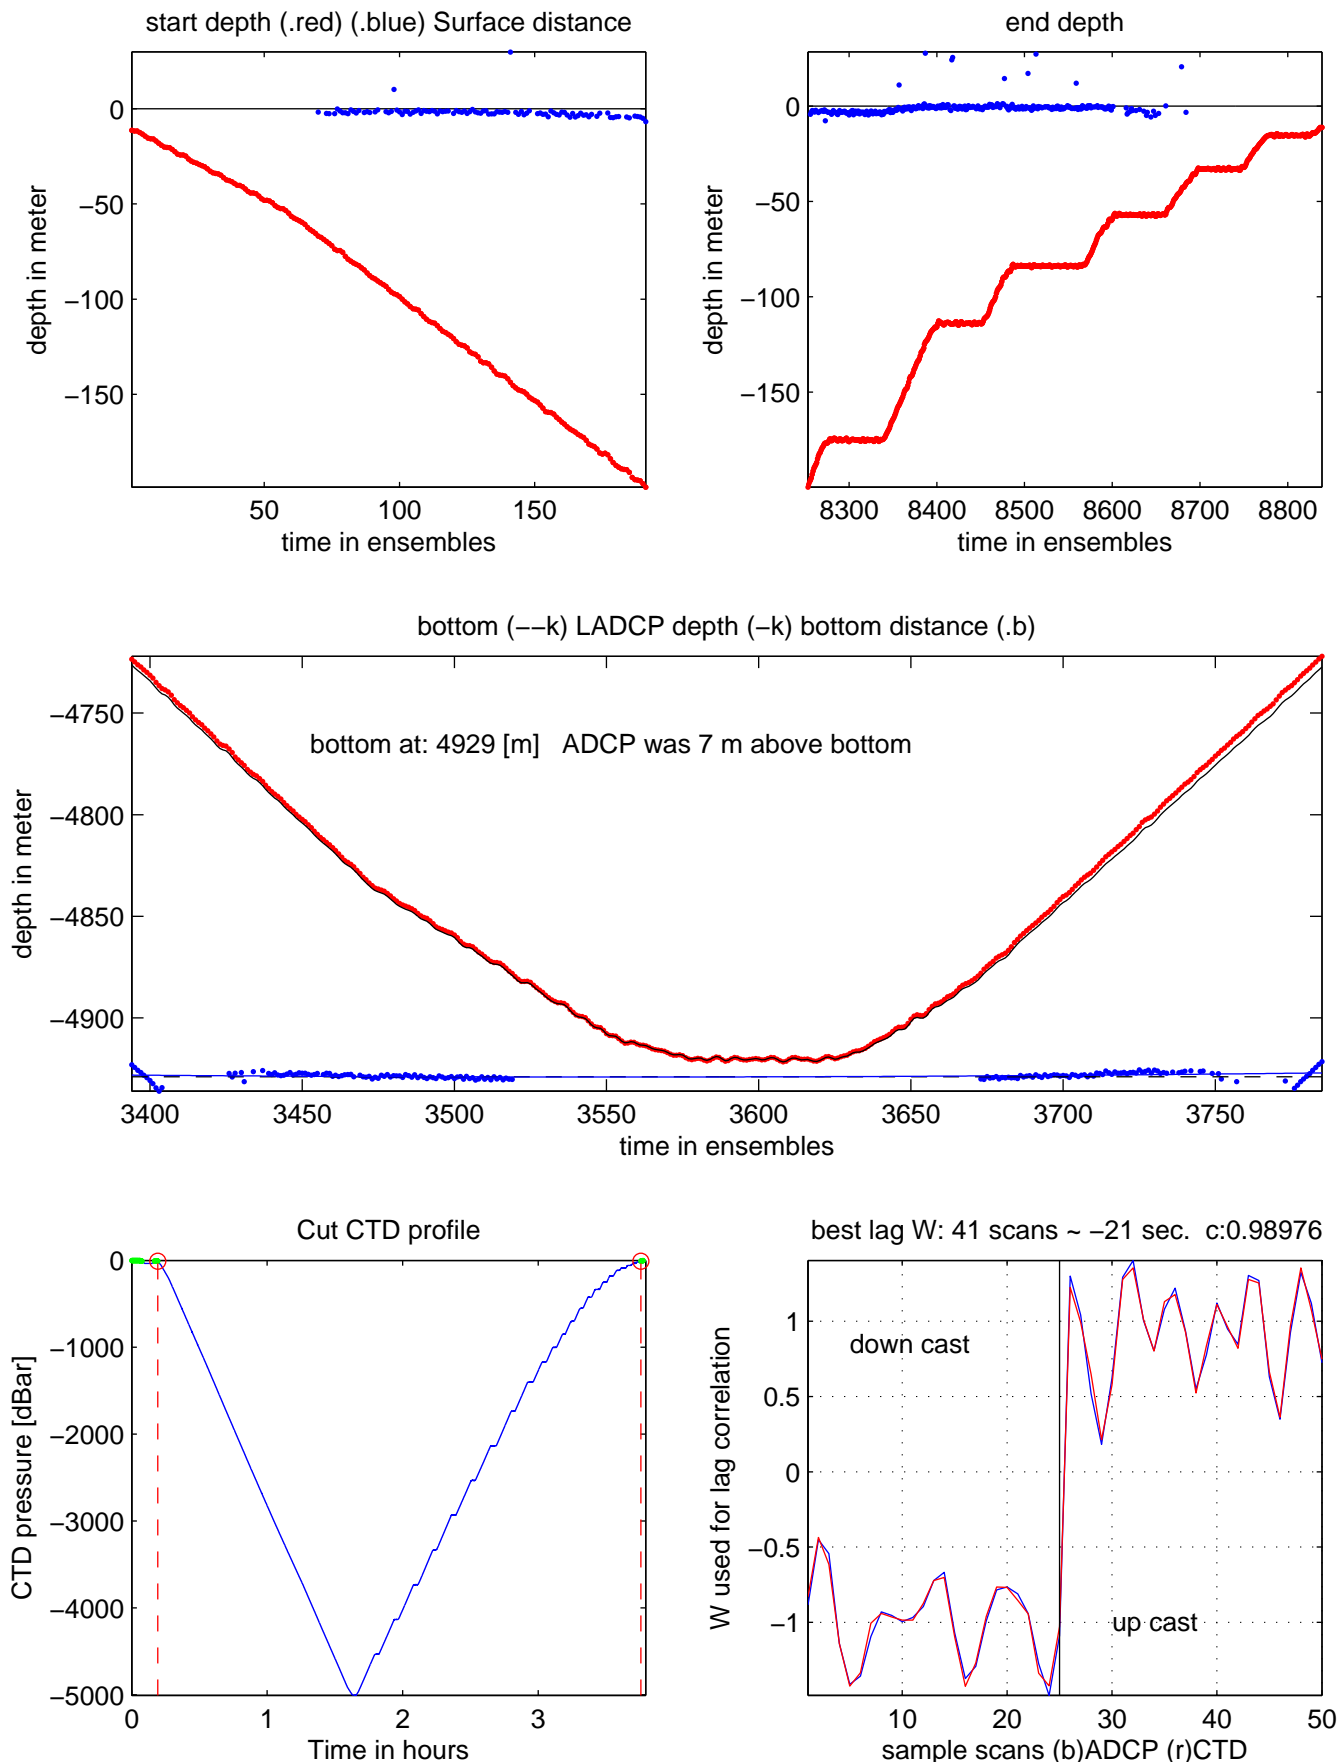 start depth (.red) (.blue) Surface distance
end depth
0
−50
−100
−150
depth in meter
50 100 150
time in ensembles
0
−50
−100
−150
depth in meter
8300 8400 8500 8600 8700 8800
time in ensembles
bottom (−−k) LADCP depth (−k) bottom distance (.b)
bottom at: 4929 [m] ADCP was 7 m above bottom
−4750
−4800
−4850
−4900
depth in meter
3400 3450 3500 3550 3600 3650 3700 3750
time in ensembles
Cut CTD profile
0
−1000
−2000
−3000
−4000
−5000
CTD pressure [dBar]
0 1 2 3
Time in hours
best lag W: 41 scans ~ −21 sec. c:0.98976
down cast
up cast
1
0.5
0
−0.5
−1
W used for lag correlation
10 20 30 40 50
sample scans (b)ADCP (r)CTD